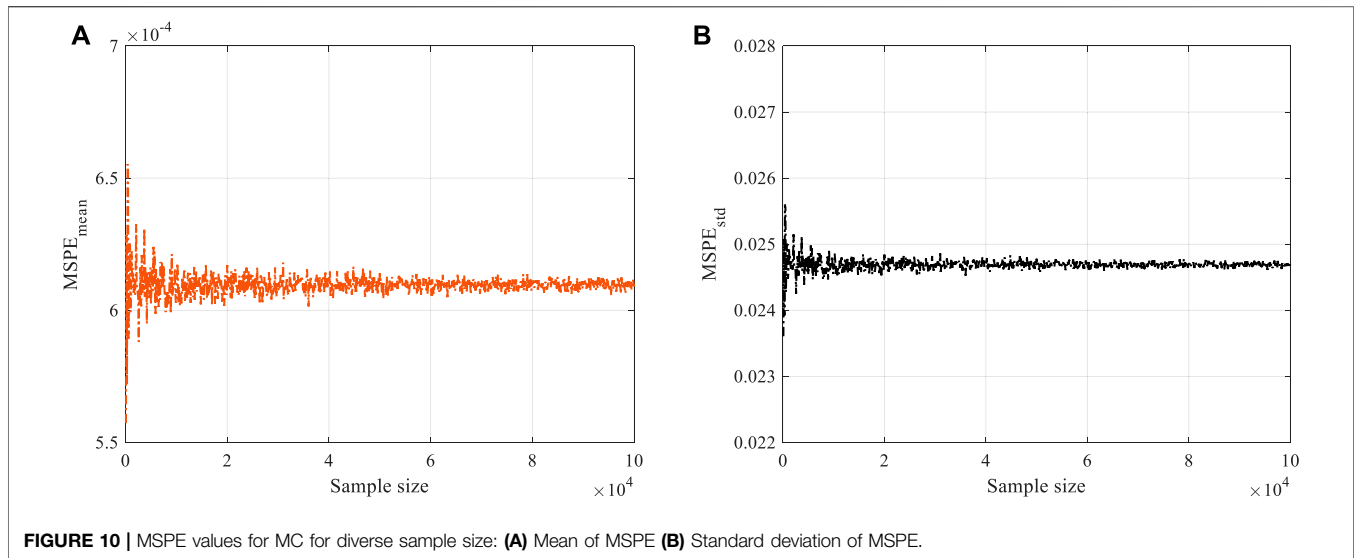 A
×10⁻⁴
7
6.5
6
5.5
MSPE_mean
0 2 4 6 8 10
Sample size
×10⁴
B
0.028
0.027
0.026
0.025
0.024
0.023
0.022
MSPE_std
0 2 4 6 8 10
Sample size
×10⁴
FIGURE 10 | MSPE values for MC for diverse sample size: (A) Mean of MSPE (B) Standard deviation of MSPE.